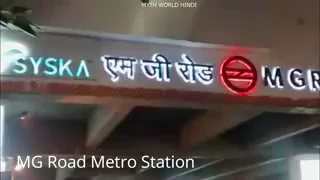 MYTH WORLD HINDI
SYSKA एम जी रोड MGR
MG Road Metro Station